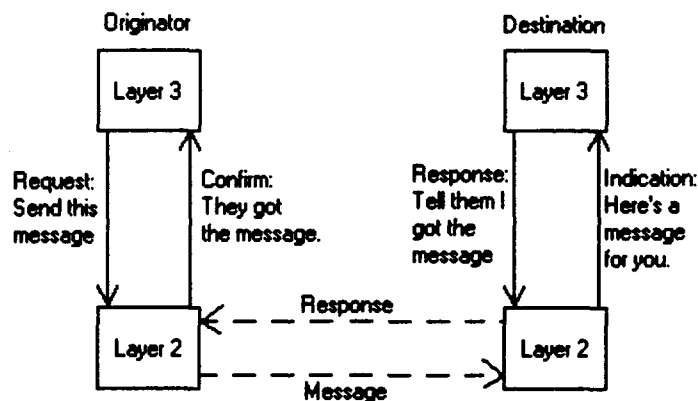 Originator
Destination
Layer 3
Layer 3
Request:
Send this
message
Confirm:
They got
the message.
Response:
Tell them I
got the
message
Indication:
Here's a
message
for you.
Response
Layer 2
Layer 2
Message